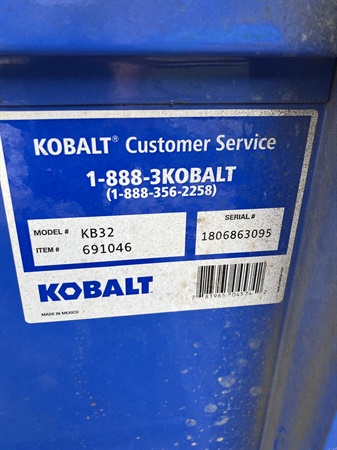 KOBALT® Customer Service
1-888-3KOBALT
(1-888-356-2258)
MODEL # KB32
ITEM # 691046
SERIAL #
1806863095
KOBALT
MADE IN MEXICO